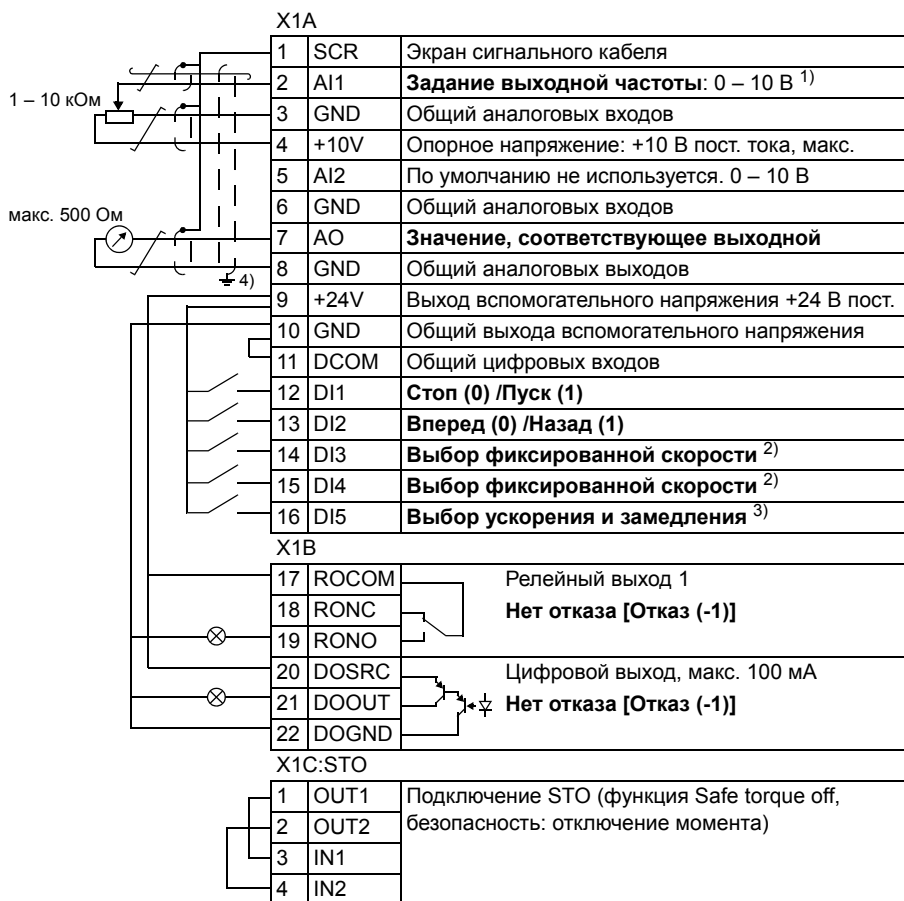 X1A
1 SCR Экран сигнального кабеля
2 AI1 Задание выходной частоты: 0 – 10 В 1)
1 – 10 кОм
3 GND Общий аналоговых входов
4 +10V Опорное напряжение: +10 В пост. тока, макс.
5 AI2 По умолчанию не используется. 0 – 10 В
6 GND Общий аналоговых входов
макс. 500 Ом
7 AO Значение, соответствующее выходной
8 GND Общий аналоговых выходов
4)
9 +24V Выход вспомогательного напряжения +24 В пост.
10 GND Общий выхода вспомогательного напряжения
11 DCOM Общий цифровых входов
12 DI1 Стоп (0) /Пуск (1)
13 DI2 Вперед (0) /Назад (1)
14 DI3 Выбор фиксированной скорости 2)
15 DI4 Выбор фиксированной скорости 2)
16 DI5 Выбор ускорения и замедления 3)
X1B
17 ROCOM Релейный выход 1
18 RONC Нет отказа [Отказ (-1)]
19 RONO
20 DOSRC Цифровой выход, макс. 100 мА
21 DOOUT Нет отказа [Отказ (-1)]
22 DOGND
X1C:STO
1 OUT1 Подключение STO (функция Safe torque off,
2 OUT2 безопасность: отключение момента)
3 IN1
4 IN2